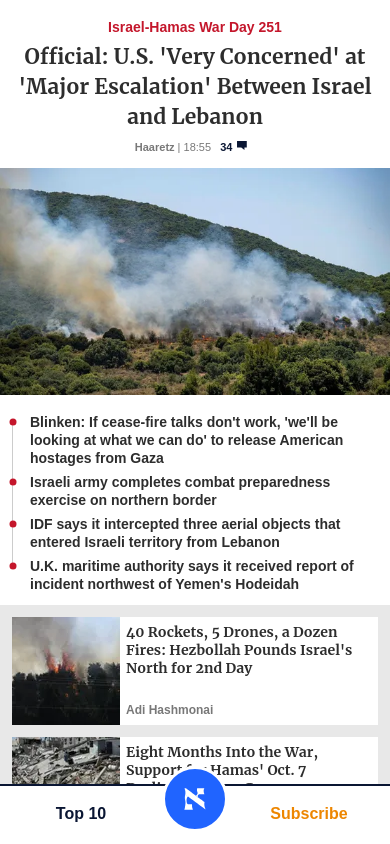 Israel-Hamas War Day 251
Official: U.S. 'Very Concerned' at
'Major Escalation' Between Israel
and Lebanon
Haaretz | 18:55 34
Blinken: If cease-fire talks don't work, 'we'll be
looking at what we can do' to release American
hostages from Gaza
Israeli army completes combat preparedness
exercise on northern border
IDF says it intercepted three aerial objects that
entered Israeli territory from Lebanon
U.K. maritime authority says it received report of
incident northwest of Yemen's Hodeidah
40 Rockets, 5 Drones, a Dozen
Fires: Hezbollah Pounds Israel's
North for 2nd Day
Adi Hashmonai
Eight Months Into the War,
Support Hamas' Oct. 7
Top 10
Subscribe